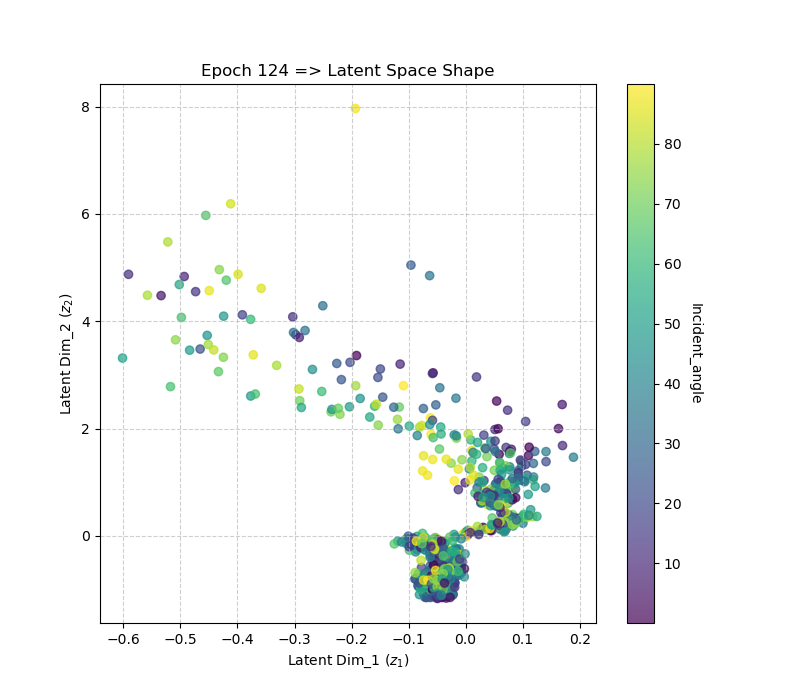 Epoch 124 => Latent Space Shape
8
6
4
2
0
Latent Dim_2 (z₂)
−0.6 −0.5 −0.4 −0.3 −0.2 −0.1 0.0 0.1 0.2
Latent Dim_1 (z₁)
80
70
60
50
40
30
20
10
Incident_angle